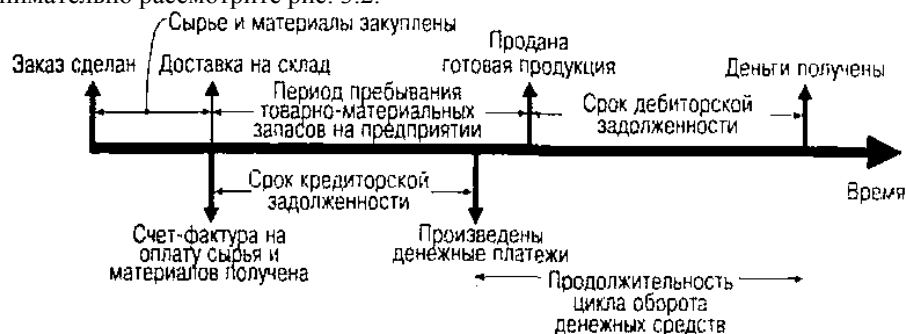 нимательно рассмотрите рис. 3.2.
Сырье и материалы закуплены
Заказ сделан
Доставка на склад
Продана
готовая продукция
Деньги получены
Период пребывания
товарно-материальных
запасов на предприятии
Срок дебиторской
задолженности
Срок кредиторской
задолженности
Время
Счет-фактура на
оплату сырья и
материалов получена
Произведены
денежные платежи
Продолжительность
цикла оборота
денежных средств